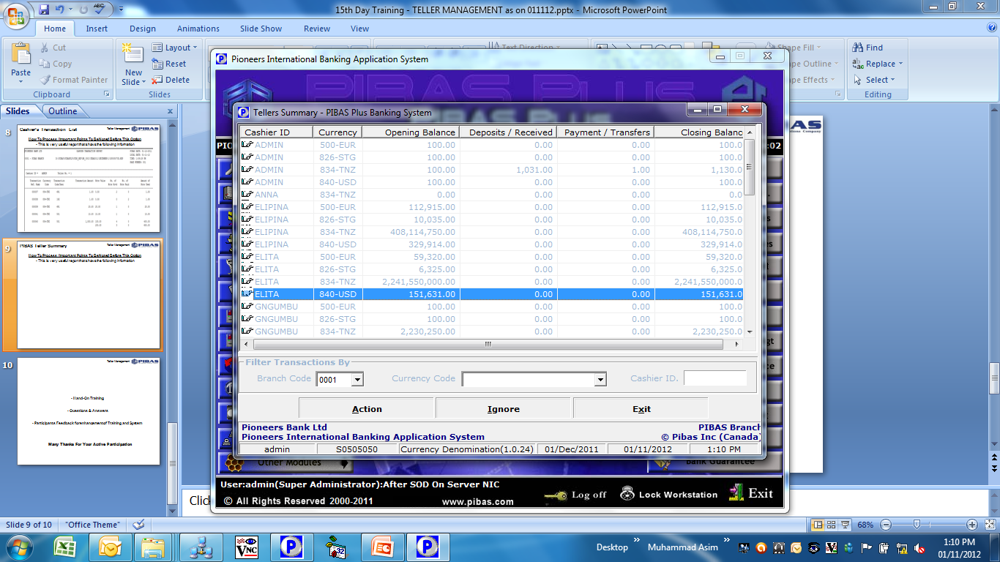 15th Day Training - TELLER MANAGEMENT as on 011112.pptx - Microsoft PowerPoint
Home Insert Design Animations Slide Show Review View
Paste
Cut
Copy
Format Painter
Clipboard
New Slide
Layout
Reset
Delete
Slides
Text Direction
Shape Fill
Shape Outline
Shape Effects
Find
Replace
Select
Editing
Slides Outline
8
Cashier's Transaction List
Teller Management PIBAS
How To Process /Important Points To Be Noted Before This Option
- This is very useful report that shave the following information
9
PIBAS Teller Summary
Teller Management PIBAS
How To Process /Important Points To Be Noted Before This Option
- This is very useful report that shave the following information
10
Teller Management PIBAS
- Hand-On Training
- Questions & Answers
- Participants Feedback for enhancement of Training and System
Many Thanks For Your Active Participation
Pioneers International Banking Application System
PIBAS PLUS
Tellers Summary - PIBAS Plus Banking System
Cashier ID Currency Opening Balance Deposits / Received Payment / Transfers Closing Balanc
ADMIN 500-EUR 100.00 0.00 0.00 100.0
ADMIN 826-STG 100.00 0.00 0.00 100.0
ADMIN 834-TNZ 100.00 1,031.00 1.00 1,130.0
ADMIN 840-USD 100.00 0.00 0.00 100.0
ANNA 834-TNZ 0.00 0.00 0.00 0.0
ELIPINA 500-EUR 112,915.00 0.00 0.00 112,915.0
ELIPINA 826-STG 10,035.00 0.00 0.00 10,035.0
ELIPINA 834-TNZ 408,114,750.00 0.00 0.00 408,114,750.0
ELIPINA 840-USD 329,914.00 0.00 0.00 329,914.0
ELITA 500-EUR 59,320.00 0.00 0.00 59,320.0
ELITA 826-STG 6,325.00 0.00 0.00 6,325.0
ELITA 834-TNZ 2,241,550,000.00 0.00 0.00 2,241,550,000.0
ELITA 840-USD 151,631.00 0.00 0.00 151,631.0
GNGUMBU 500-EUR 100.00 0.00 0.00 100.0
GNGUMBU 826-STG 100.00 0.00 0.00 100.0
GNGUMBU 834-TNZ 2,230,250.00 0.00 0.00 2,230,250.0
Filter Transactions By
Branch Code 0001 Currency Code Cashier ID.
Action Ignore Exit
Pioneers Bank Ltd PIBAS Branch
Pioneers International Banking Application System © Pibas Inc (Canada)
admin S0505050 Currency Denomination(1.0.24) 01/Dec/2011 01/11/2012 1:10 PM
Other Modules Bank Guarantee
User:admin(Super Administrator):After SOD On Server NIC
© All Rights Reserved 2000-2011 www.pibas.com Log off Lock Workstation Exit
Slide 9 of 10 "Office Theme" 68%
Desktop Muhammad Asim 1:10 PM
01/11/2012